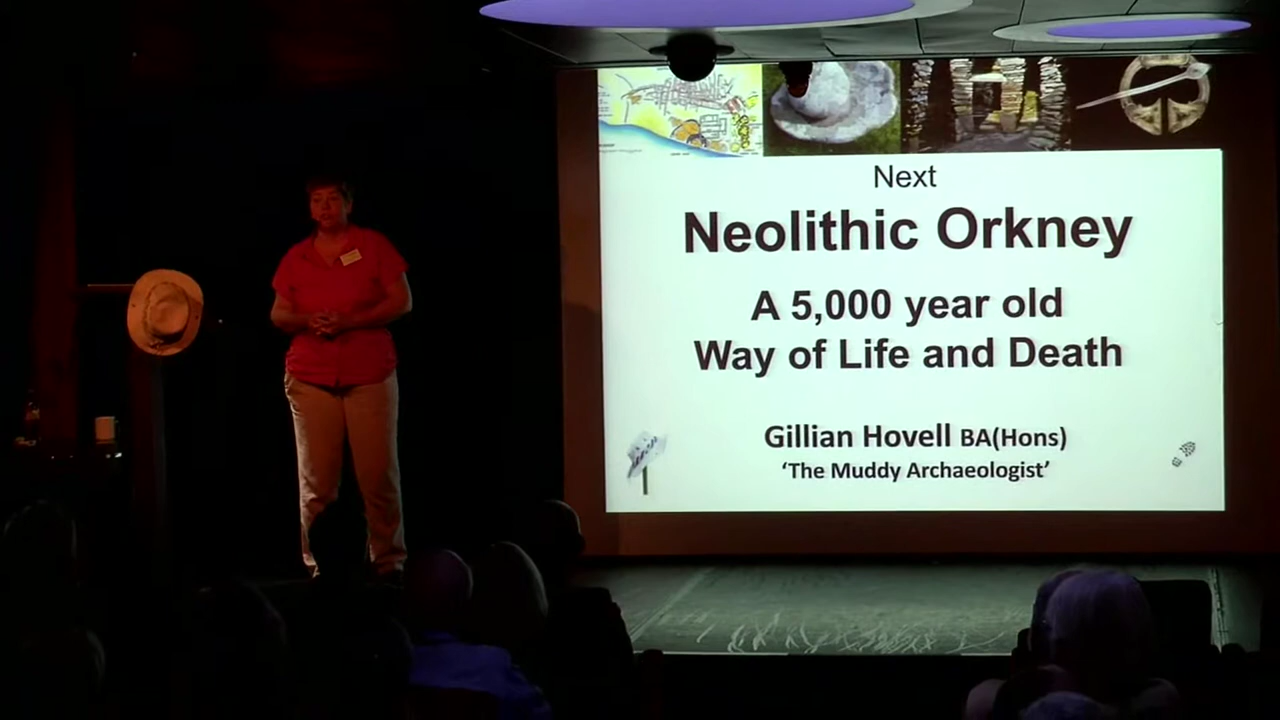 Next
Neolithic Orkney
A 5,000 year old
Way of Life and Death
Gillian Hovell BA(Hons)
‘The Muddy Archaeologist’